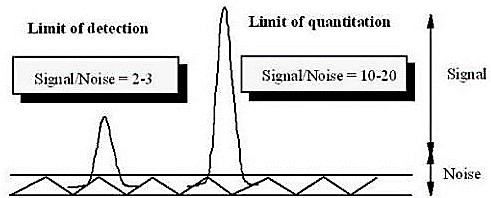 Limit of detection
Limit of quantitation
Signal/Noise = 2-3
Signal/Noise = 10-20
Signal
Noise